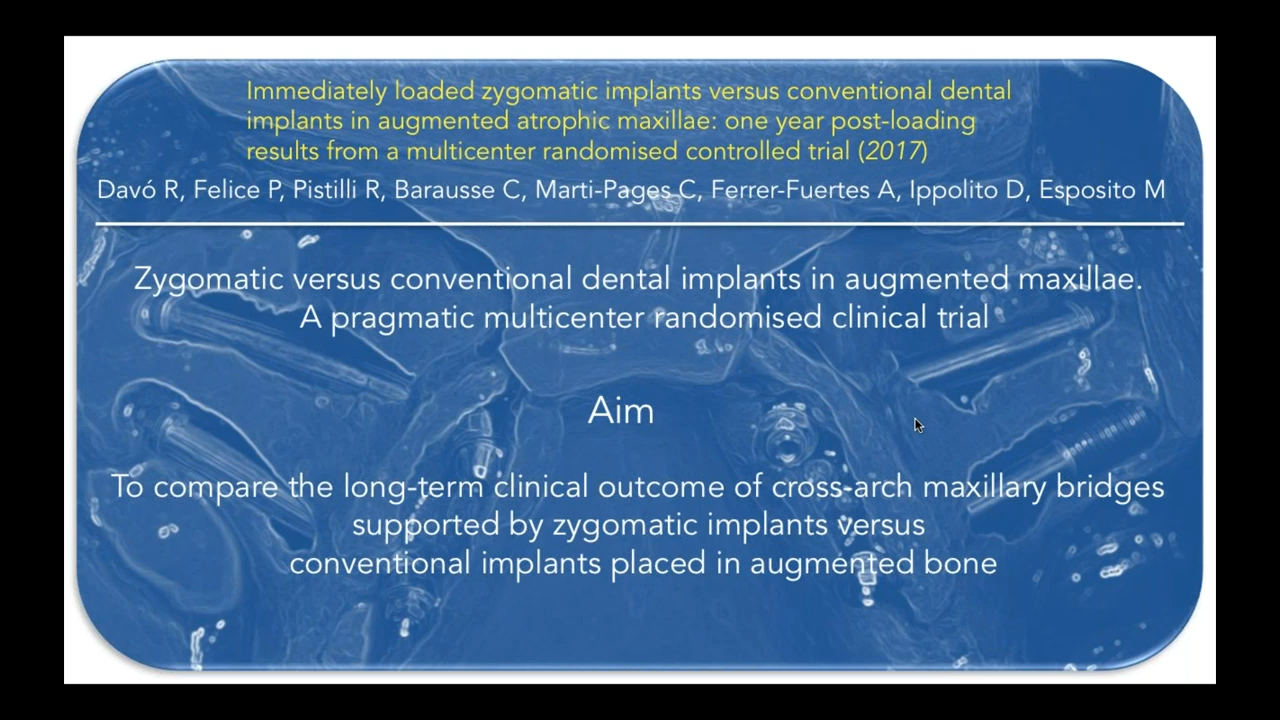 Immediately loaded zygomatic implants versus conventional dental
implants in augmented atrophic maxillae: one year post-loading
results from a multicenter randomised controlled trial (2017)
Davó R, Felice P, Pistilli R, Barausse C, Marti-Pages C, Ferrer-Fuertes A, Ippolito D, Esposito M
Zygomatic versus conventional dental implants in augmented maxillae.
A pragmatic multicenter randomised clinical trial
Aim
To compare the long-term clinical outcome of cross-arch maxillary bridges
supported by zygomatic implants versus
conventional implants placed in augmented bone